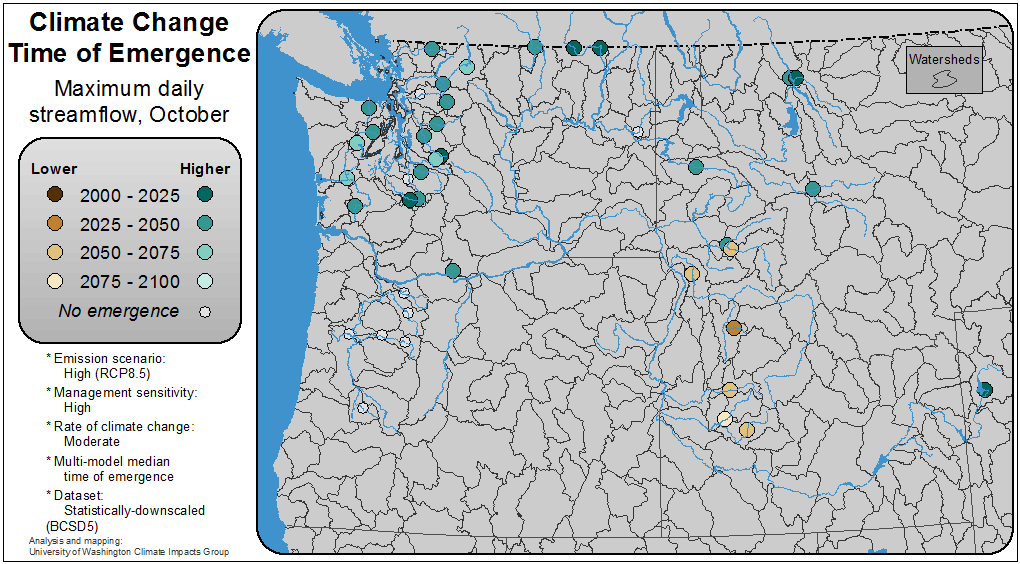 Climate Change
Time of Emergence
Maximum daily
streamflow, October
Lower Higher
2000 - 2025
2025 - 2050
2050 - 2075
2075 - 2100
No emergence
* Emission scenario:
High (RCP8.5)
* Management sensitivity:
High
* Rate of climate change:
Moderate
* Multi-model median
time of emergence
* Dataset:
Statistically-downscaled
(BCSD5)
Analysis and mapping:
University of Washington Climate Impacts Group
Watersheds